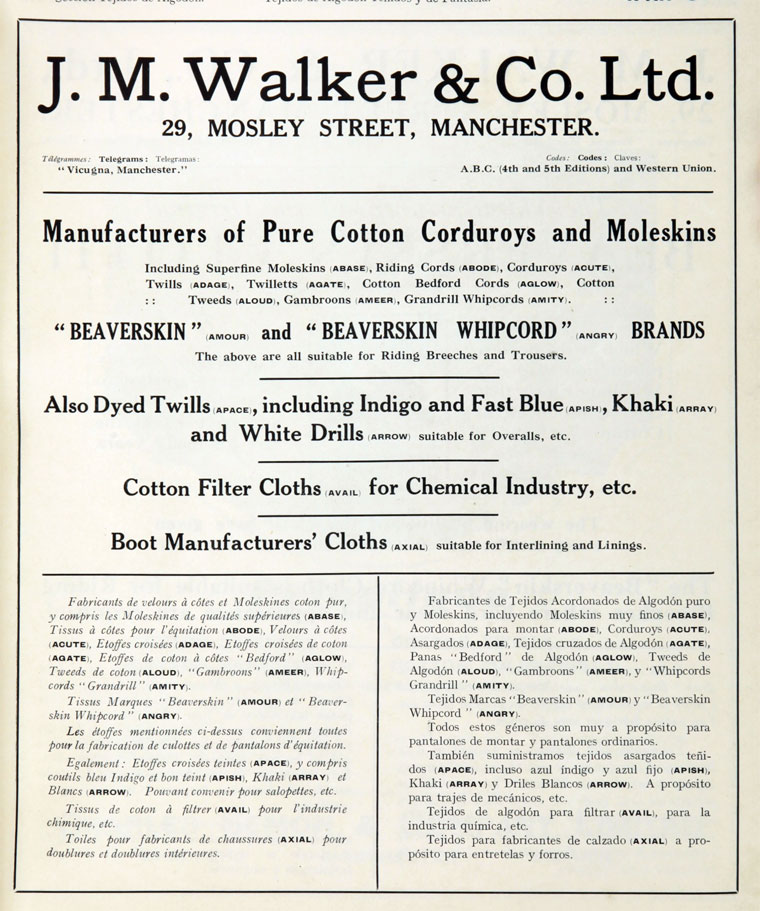 Tejidos de Algodón Teñidos y de Fantasía.
J. M. Walker & Co. Ltd.
29, MOSLEY STREET, MANCHESTER.
Télégrammes: Telegrams: Telegramas:
"Vicugna, Manchester."
Codes: Codes: Claves:
A.B.C. (4th and 5th Editions) and Western Union.
Manufacturers of Pure Cotton Corduroys and Moleskins
Including Superfine Moleskins (ABASE), Riding Cords (ABODE), Corduroys (ACUTE),
Twills (ADAGE), Twilletts (AGATE), Cotton Bedford Cords (AGLOW), Cotton
:: Tweeds (ALOUD), Gambroons (AMEER), Grandrill Whipcords (AMITY). ::
"BEAVERSKIN" (AMOUR) and "BEAVERSKIN WHIPCORD" (ANGRY) BRANDS
The above are all suitable for Riding Breeches and Trousers.
Also Dyed Twills (APACE), including Indigo and Fast Blue (APISH), Khaki (ARRAY)
and White Drills (ARROW) suitable for Overalls, etc.
Cotton Filter Cloths (AVAIL) for Chemical Industry, etc.
Boot Manufacturers' Cloths (AXIAL) suitable for Interlining and Linings.
Fabricants de velours à côtes et Moleskines coton pur,
y compris les Moleskines de qualités supérieures (ABASE),
Tissus à côtes pour l'équitation (ABODE), Velours à côtes
(ACUTE), Etoffes croisées (ADAGE), Etoffes croisées de coton
(AGATE), Etoffes de coton à côtes "Bedford" (AGLOW),
Tweeds de coton (ALOUD), "Gambroons" (AMEER), Whip-
cords "Grandrill" (AMITY).
Tissus Marques "Beaverskin" (AMOUR) et "Beaver-
skin Whipcord" (ANGRY).
Les étoffes mentionnées ci-dessus conviennent toutes
pour la fabrication de culottes et de pantalons d'équitation.
Egalement: Etoffes croisées teintes (APACE), y compris
coutils bleu Indigo et bon teint (APISH), Khaki (ARRAY) et
Blancs (ARROW). Pouvant convenir pour salopettes, etc.
Tissus de coton à filtrer (AVAIL) pour l'industrie
chimique, etc.
Toiles pour fabricants de chaussures (AXIAL) pour
doublures et doublures intérieures.
Fabricantes de Tejidos Acordonados de Algodón puro
y Moleskins, incluyendo Moleskins muy finos (ABASE),
Acordonados para montar (ABODE), Corduroys (ACUTE),
Asargados (ADAGE), Tejidos cruzados de Algodón (AGATE),
Panas "Bedford" de Algodón (AGLOW), Tweeds de
Algodón (ALOUD), "Gambroons" (AMEER), y "Whipcords
Grandrill" (AMITY).
Tejidos Marcas "Beaverskin" (AMOUR) y "Beaverskin
Whipcord" (ANGRY).
Todos estos géneros son muy a propósito para
pantalones de montar y pantalones ordinarios.
También suministramos tejidos asargados teñi-
dos (APACE), incluso azul índigo y azul fijo (APISH),
Khaki (ARRAY) y Driles Blancos (ARROW). A propósito
para trajes de mecánicos, etc.
Tejidos de algodón para filtrar (AVAIL), para la
industria química, etc.
Tejidos para fabricantes de calzado (AXIAL) a pro-
pósito para entretelas y forros.